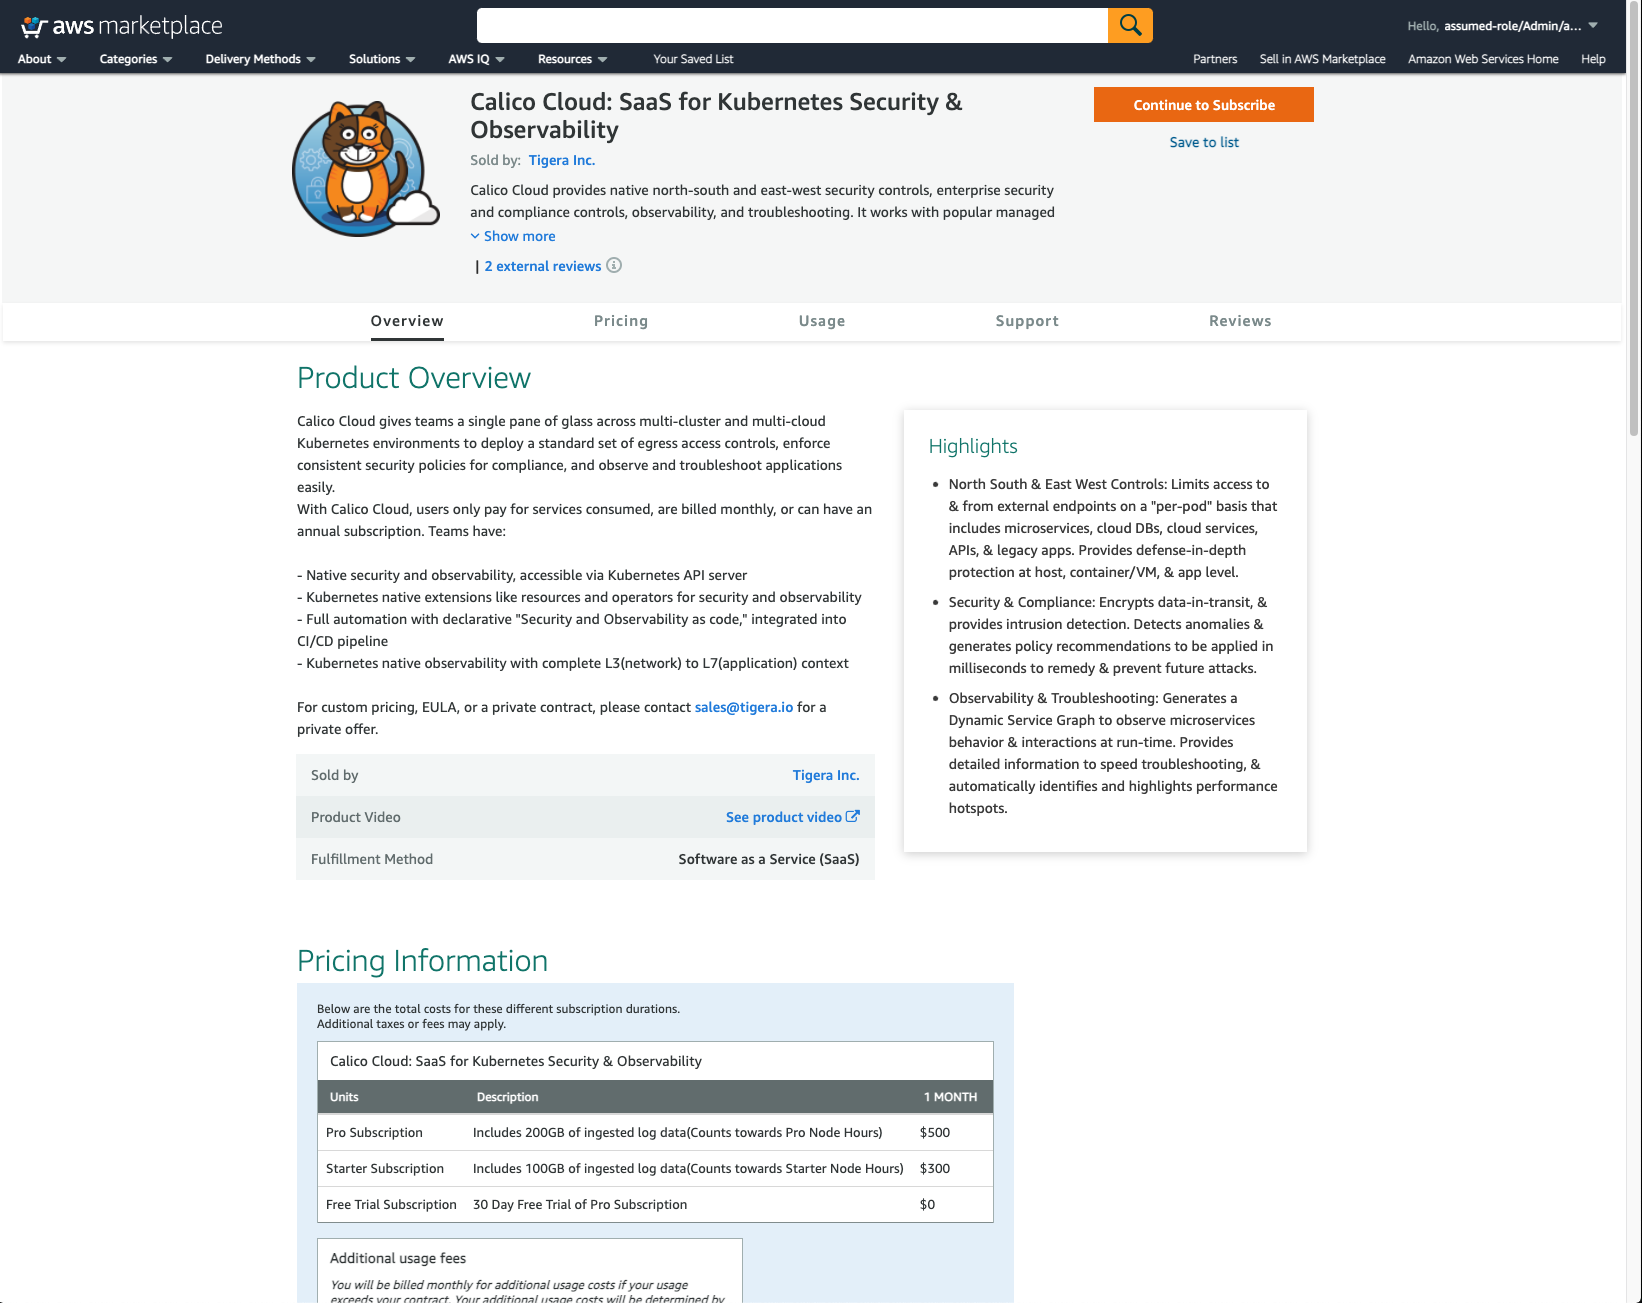 aws marketplace
Hello, assumed-role/Admin/a...
About
Categories
Delivery Methods
Solutions
AWS IQ
Resources
Your Saved List
Partners
Sell in AWS Marketplace
Amazon Web Services Home
Help
Calico Cloud: SaaS for Kubernetes Security &
Observability
Sold by: Tigera Inc.
Calico Cloud provides native north-south and east-west security controls, enterprise security
and compliance controls, observability, and troubleshooting. It works with popular managed
Show more
| 2 external reviews
Continue to Subscribe
Save to list
Overview
Pricing
Usage
Support
Reviews
Product Overview
Calico Cloud gives teams a single pane of glass across multi-cluster and multi-cloud
Kubernetes environments to deploy a standard set of egress access controls, enforce
consistent security policies for compliance, and observe and troubleshoot applications
easily.
With Calico Cloud, users only pay for services consumed, are billed monthly, or can have an
annual subscription. Teams have:
- Native security and observability, accessible via Kubernetes API server
- Kubernetes native extensions like resources and operators for security and observability
- Full automation with declarative "Security and Observability as code," integrated into
CI/CD pipeline
- Kubernetes native observability with complete L3(network) to L7(application) context
For custom pricing, EULA, or a private contract, please contact sales@tigera.io for a
private offer.
Sold by Tigera Inc.
Product Video See product video
Fulfillment Method Software as a Service (SaaS)
Highlights
• North South & East West Controls: Limits access to
& from external endpoints on a "per-pod" basis that
includes microservices, cloud DBs, cloud services,
APIs, & legacy apps. Provides defense-in-depth
protection at host, container/VM, & app level.
• Security & Compliance: Encrypts data-in-transit, &
provides intrusion detection. Detects anomalies &
generates policy recommendations to be applied in
milliseconds to remedy & prevent future attacks.
• Observability & Troubleshooting: Generates a
Dynamic Service Graph to observe microservices
behavior & interactions at run-time. Provides
detailed information to speed troubleshooting, &
automatically identifies and highlights performance
hotspots.
Pricing Information
Below are the total costs for these different subscription durations.
Additional taxes or fees may apply.
Calico Cloud: SaaS for Kubernetes Security & Observability
Units Description 1 MONTH
Pro Subscription Includes 200GB of ingested log data(Counts towards Pro Node Hours) $500
Starter Subscription Includes 100GB of ingested log data(Counts towards Starter Node Hours) $300
Free Trial Subscription 30 Day Free Trial of Pro Subscription $0
Additional usage fees
You will be billed monthly for additional usage costs if your usage
exceeds your contract. Your additional usage costs will be determined by